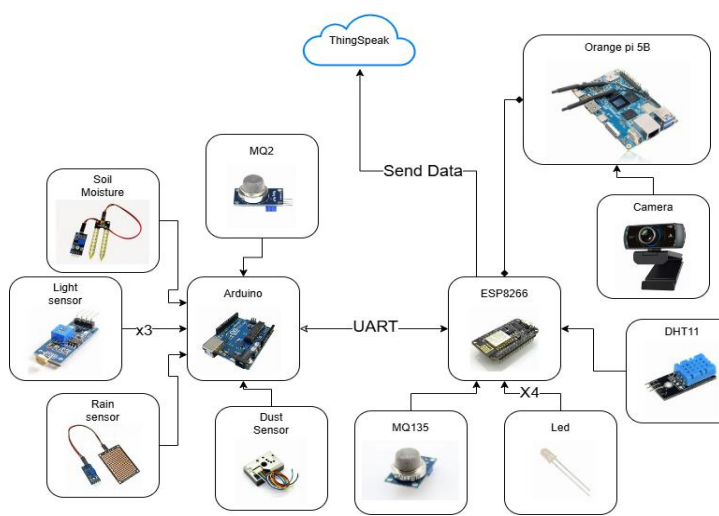 ThingSpeak
Orange pi 5B
MQ2
Soil
Moisture
Send Data
Camera
Light
sensor
Arduino
ESP8266
x3
UART
DHT11
Rain
sensor
Dust
Sensor
MQ135
X4
Led